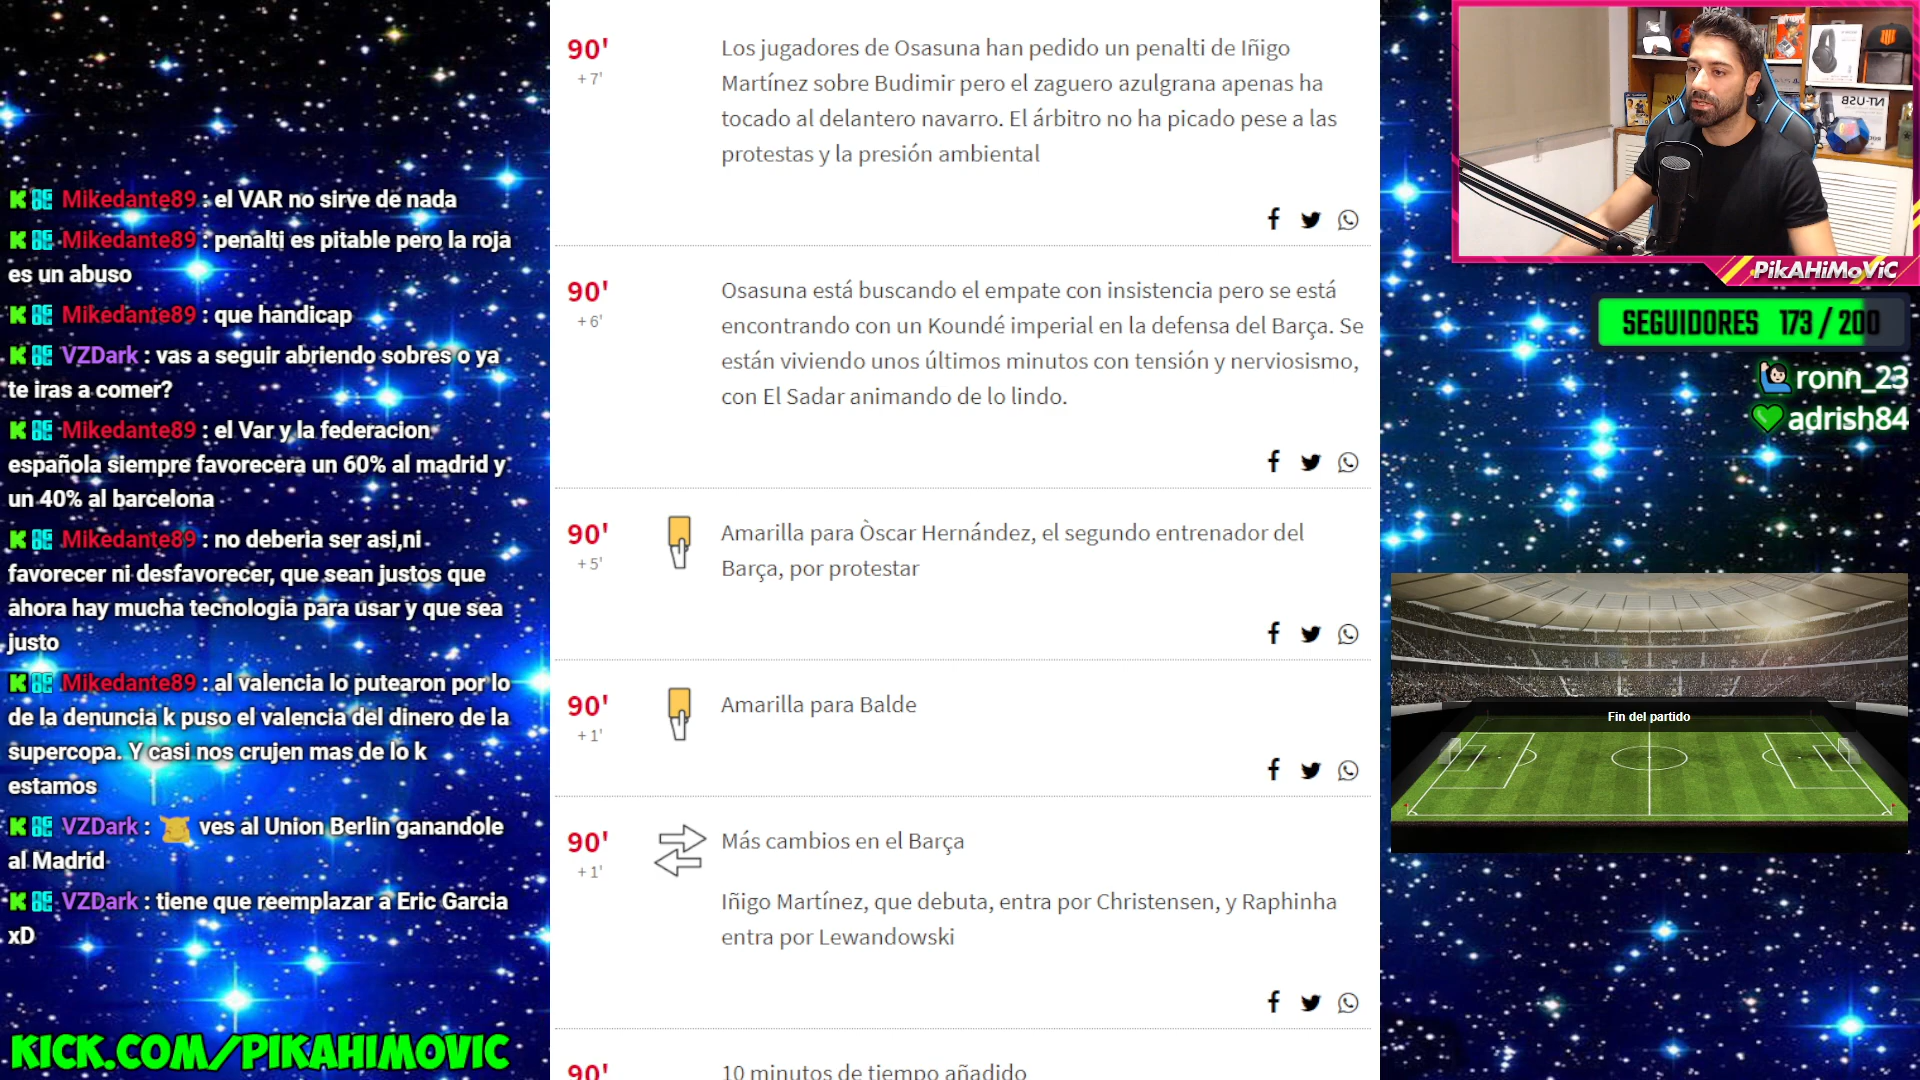 Mikedante89 : el VAR no sirve de nada
Mikedante89 : penalti es pitable pero la roja
es un abuso
Mikedante89 : que handicap
VZDark : vas a seguir abriendo sobres o ya
te iras a comer?
Mikedante89 : el Var y la federacion
española siempre favorecera un 60% al madrid y
un 40% al barcelona
Mikedante89 : no deberia ser asi,ni
favorecer ni desfavorecer, que sean justos que
ahora hay mucha tecnologia para usar y que sea
justo
Mikedante89 : al valencia lo putearon por lo
de la denuncia k puso el valencia del dinero de la
supercopa. Y casi nos crujen mas de lo k
estamos
VZDark : ves al Union Berlin ganandole
al Madrid
VZDark : tiene que reemplazar a Eric Garcia
xD
KICK.COM/PIKAHIMOVIC
90'
+ 7'
Los jugadores de Osasuna han pedido un penalti de Iñigo
Martínez sobre Budimir pero el zaguero azulgrana apenas ha
tocado al delantero navarro. El árbitro no ha picado pese a las
protestas y la presión ambiental
90'
+ 6'
Osasuna está buscando el empate con insistencia pero se está
encontrando con un Koundé imperial en la defensa del Barça. Se
están viviendo unos últimos minutos con tensión y nerviosismo,
con El Sadar animando de lo lindo.
90'
+ 5'
Amarilla para Òscar Hernández, el segundo entrenador del
Barça, por protestar
90'
+ 1'
Amarilla para Balde
90'
+ 1'
Más cambios en el Barça
Iñigo Martínez, que debuta, entra por Christensen, y Raphinha
entra por Lewandowski
90'
10 minutos de tiempo añadido
NT-USB
PikAHiMoViC
SEGUIDORES 173 / 200
ronn_23
adrish84
Fin del partido